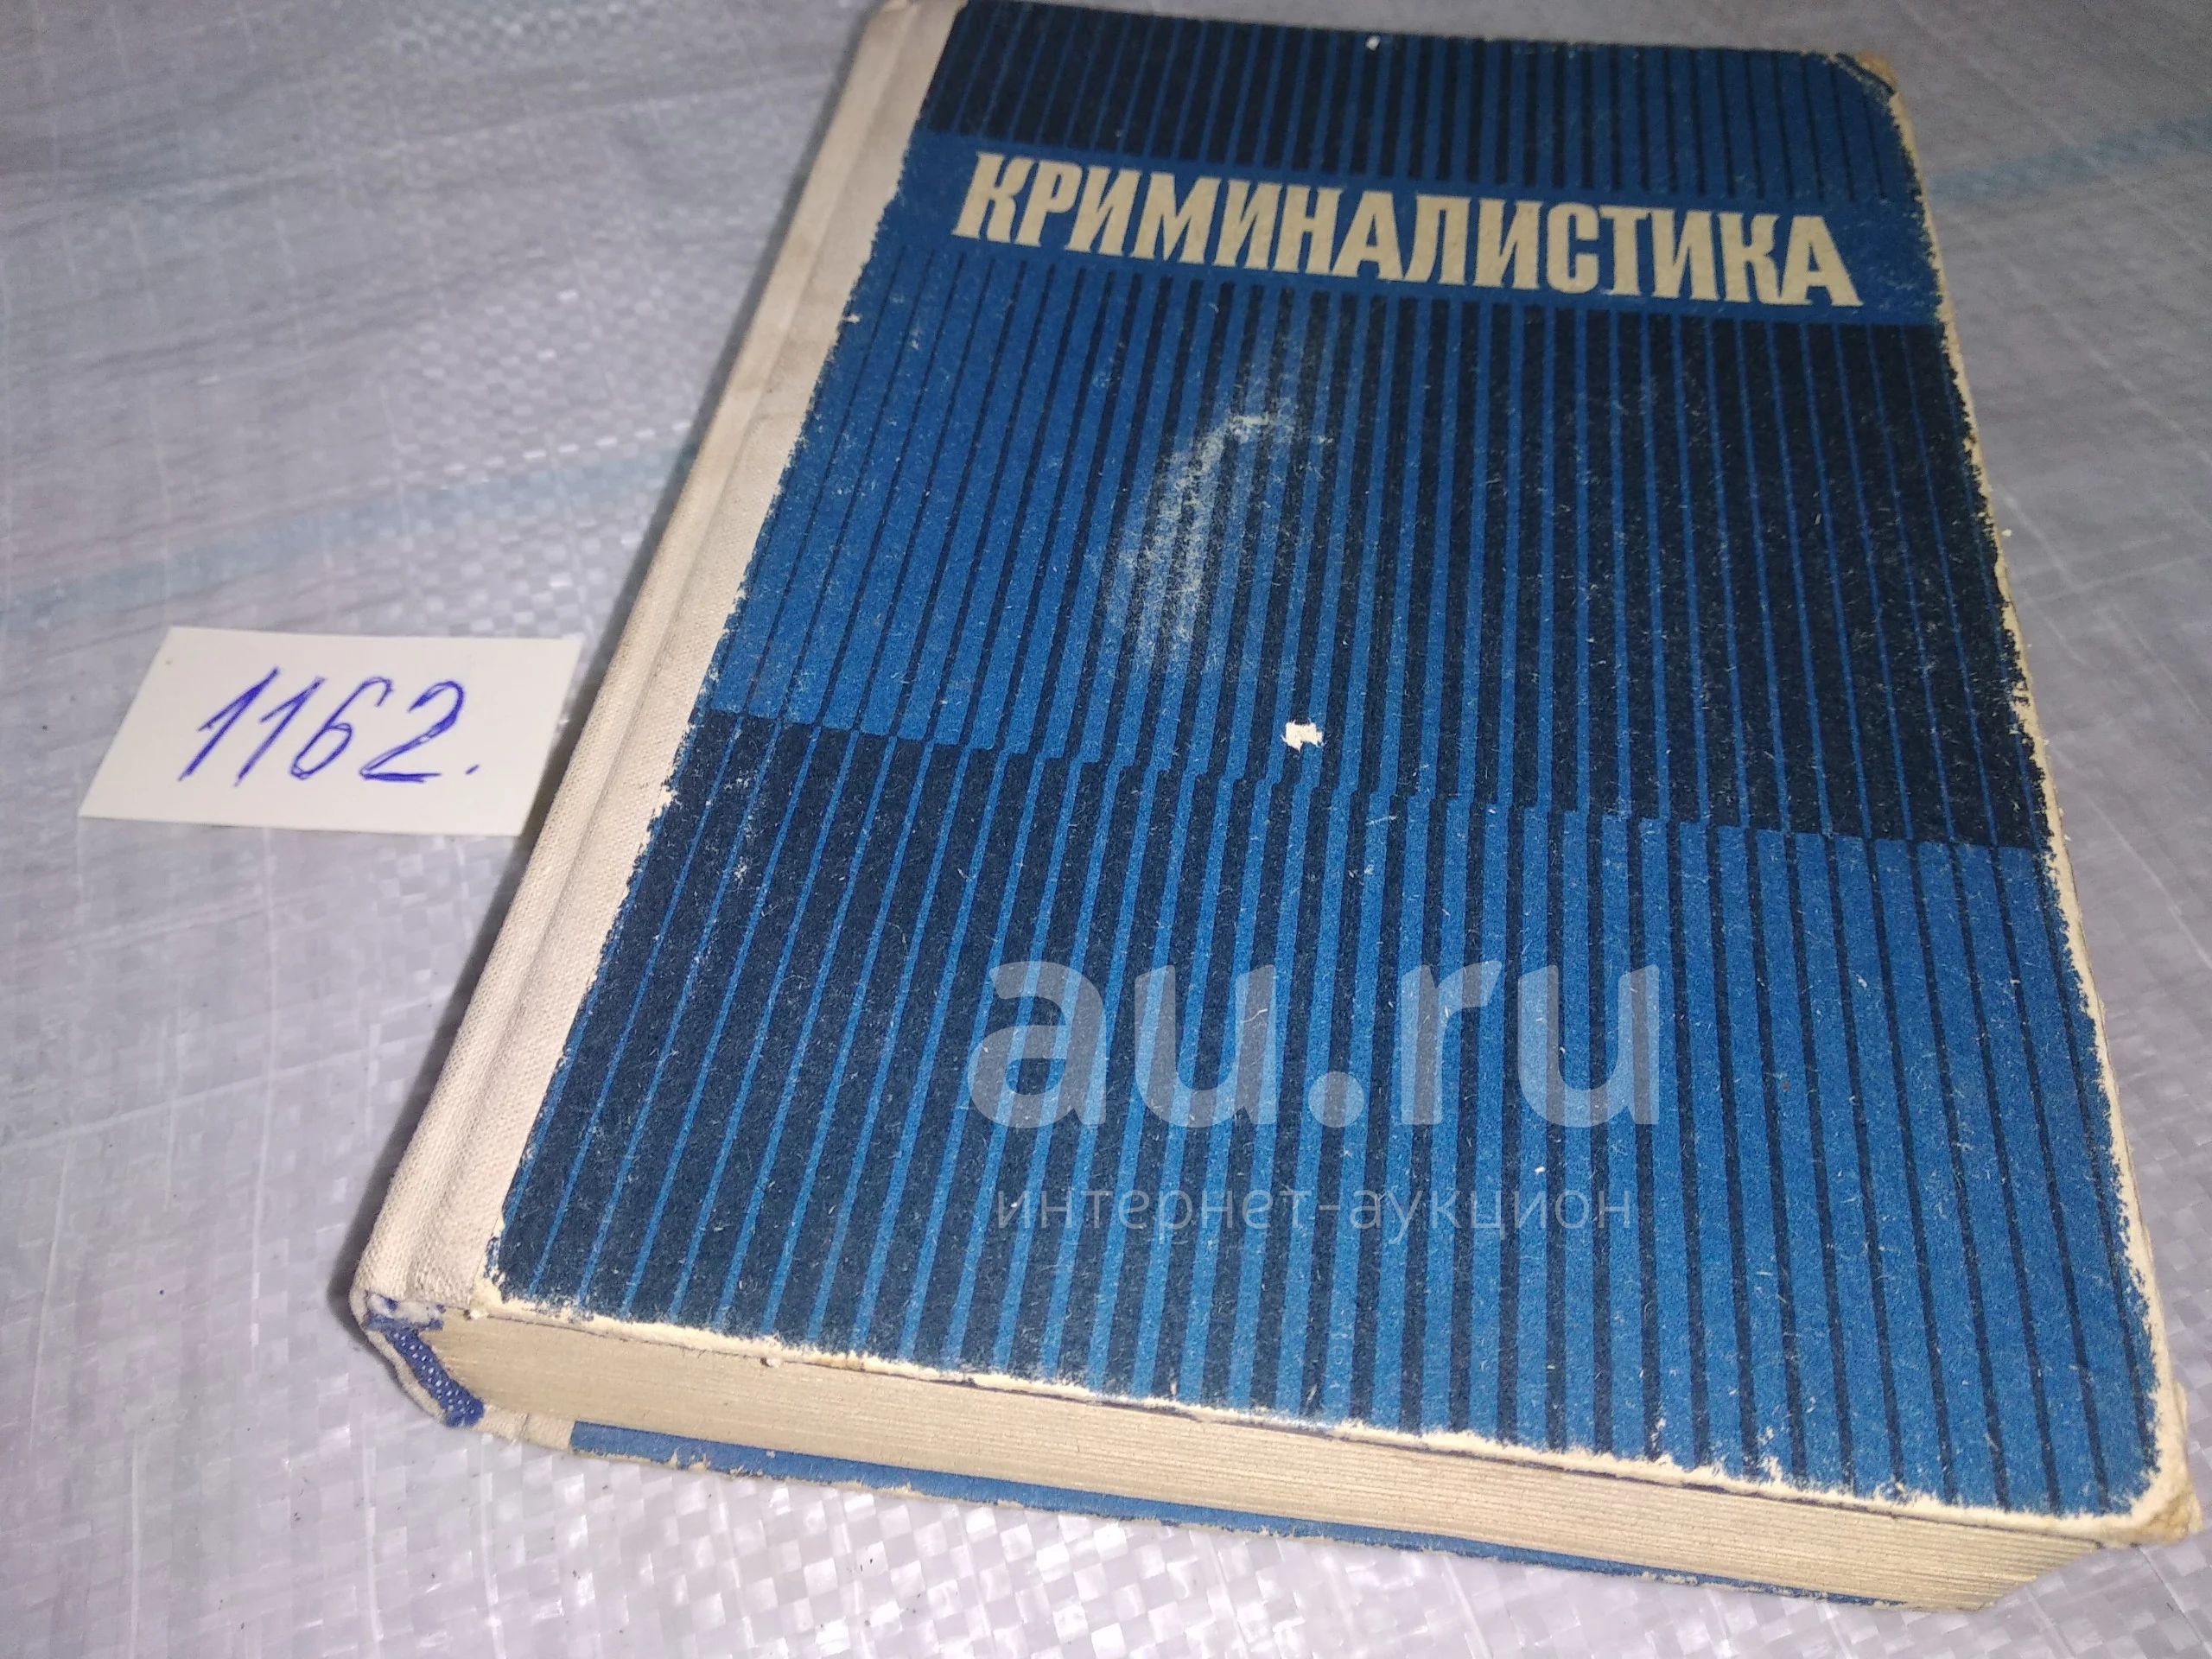 КРИМИНАЛИСТИКА
1162.
au.ru
интернет-аукцион